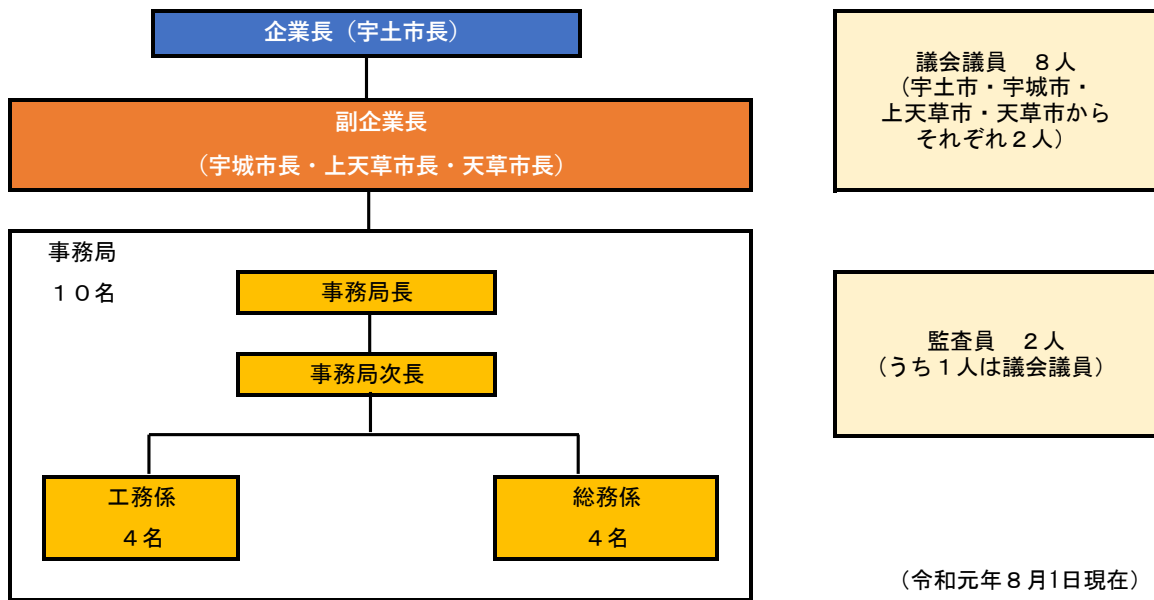 企業長（宇土市長）
副企業長
（宇城市長・上天草市長・天草市長）
事務局
１０名
事務局長
事務局次長
工務係
４名
総務係
４名
議会議員　８人
（宇土市・宇城市・
上天草市・天草市から
それぞれ２人）
監査員　２人
（うち１人は議会議員）
（令和元年８月1日現在）